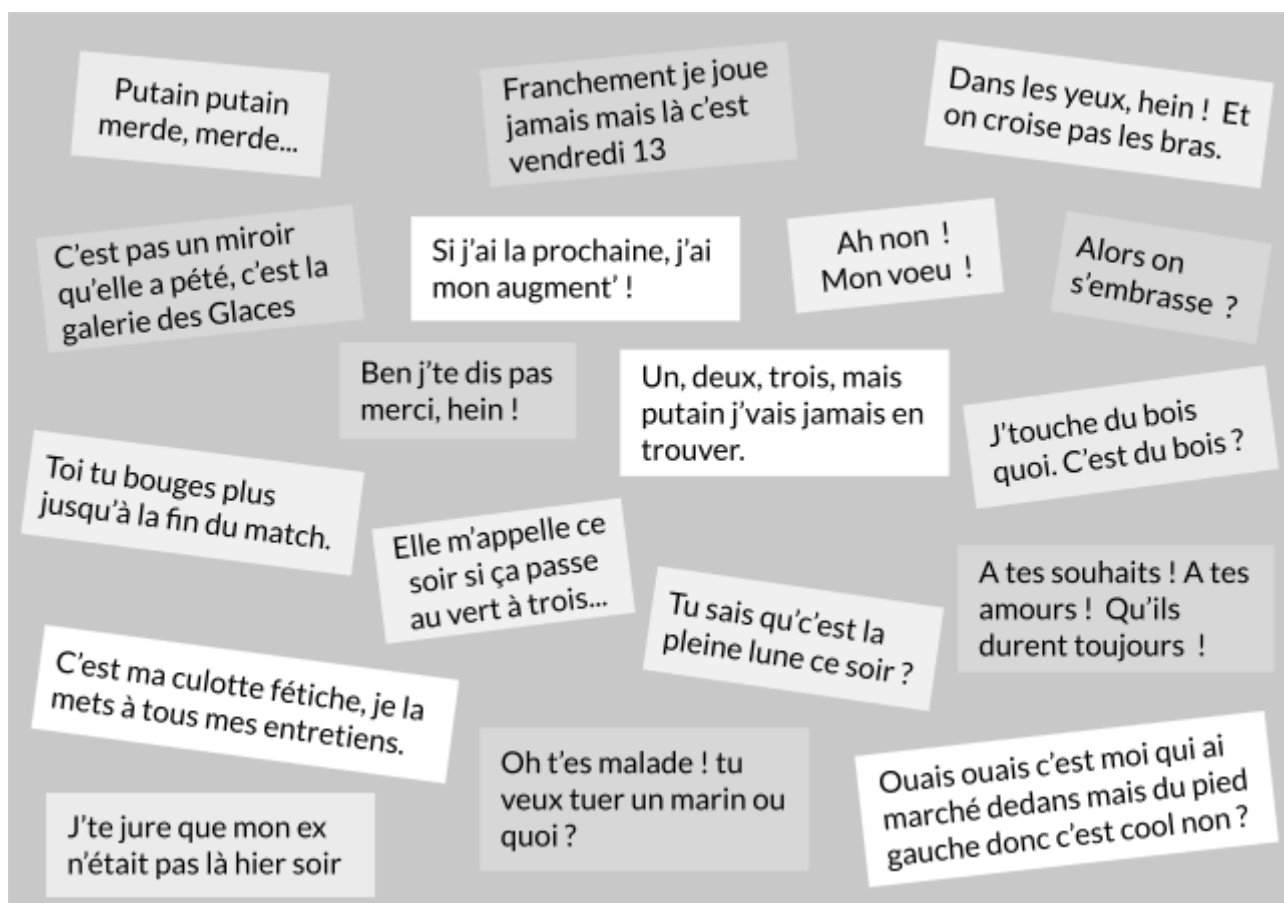 Putain putain
merde, merde...
Franchement je joue
jamais mais là c’est
vendredi 13
Dans les yeux, hein ! Et
on croise pas les bras.
C’est pas un miroir
qu’elle a pété, c’est la
galerie des Glaces
Si j’ai la prochaine, j’ai
mon augment’ !
Ah non !
Mon voeu !
Alors on
s’embrasse ?
Ben j’te dis pas
merci, hein !
Un, deux, trois, mais
putain j’vais jamais en
trouver.
J’touche du bois
quoi. C’est du bois ?
Toi tu bouges plus
jusqu’à la fin du match.
Elle m’appelle ce
soir si ça passe
au vert à trois...
Tu sais qu’c’est la
pleine lune ce soir ?
A tes souhaits ! A tes
amours ! Qu’ils
durent toujours !
C’est ma culotte fétiche, je la
mets à tous mes entretiens.
Oh t’es malade ! tu
veux tuer un marin ou
quoi ?
Ouais ouais c’est moi qui ai
marché dedans mais du pied
gauche donc c’est cool non ?
J’te jure que mon ex
n’était pas là hier soir